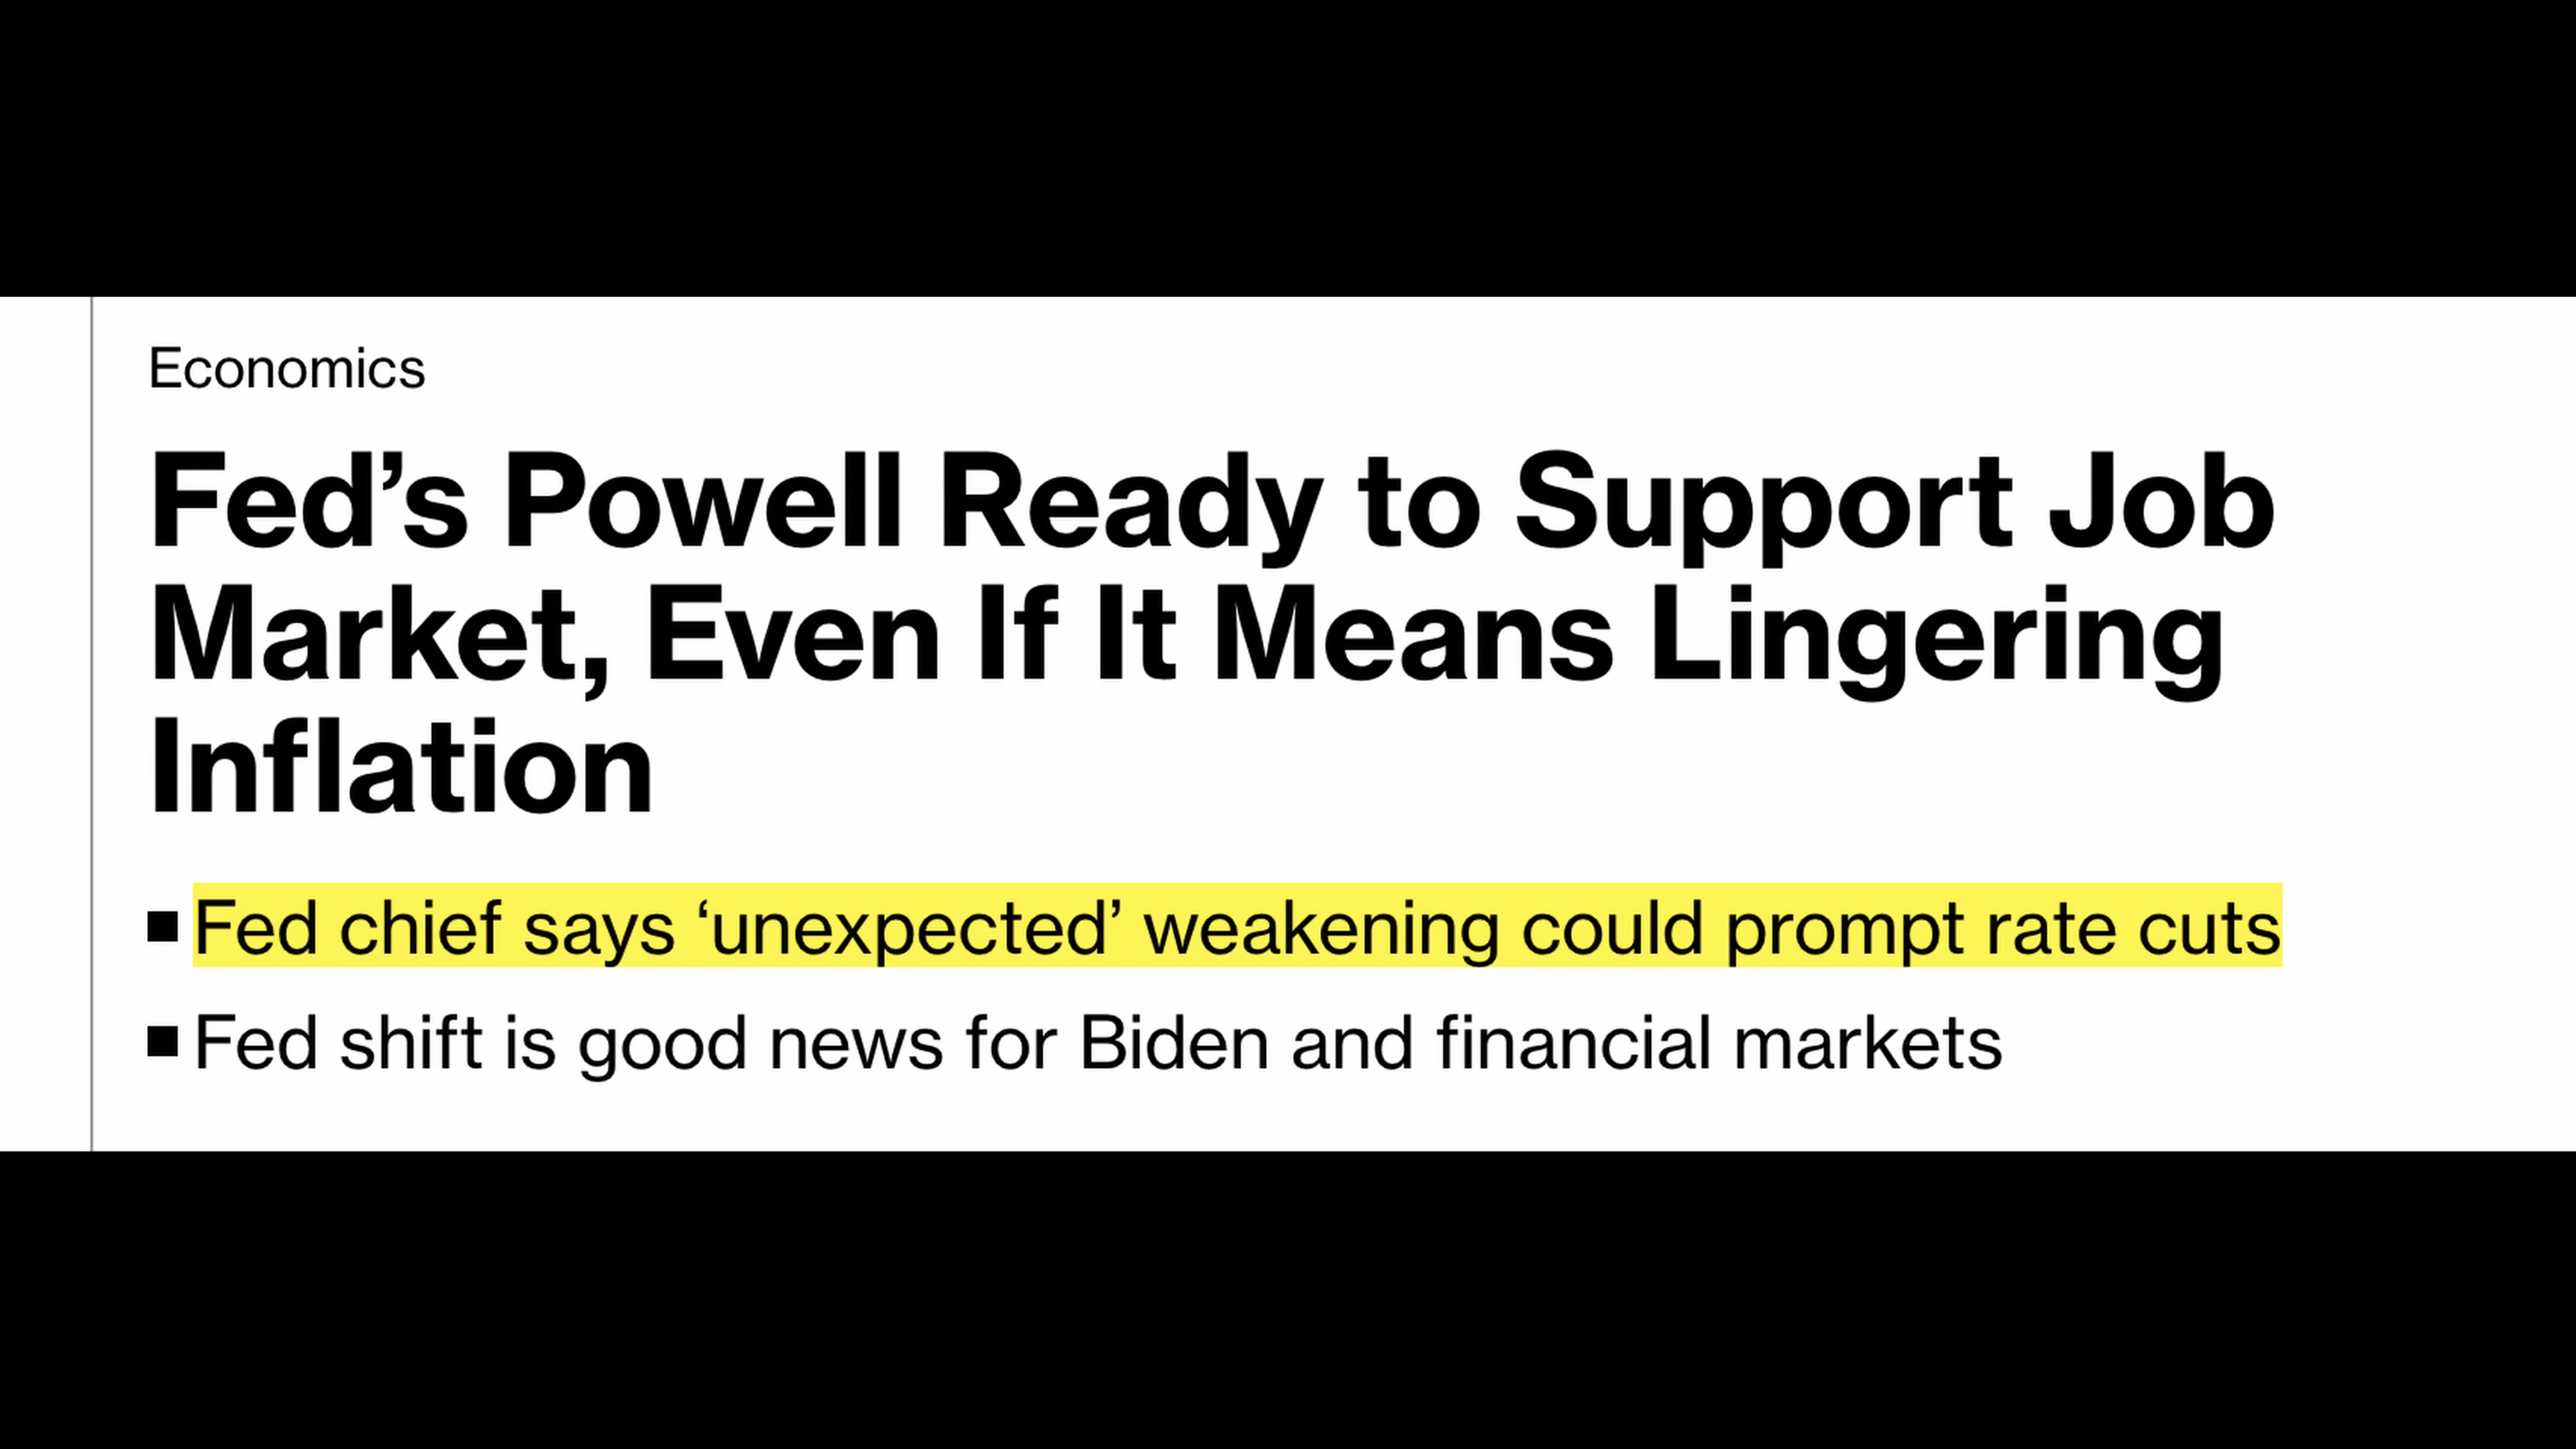 Economics
Fed’s Powell Ready to Support Job
Market, Even If It Means Lingering
Inflation
■ Fed chief says ‘unexpected’ weakening could prompt rate cuts
■ Fed shift is good news for Biden and financial markets